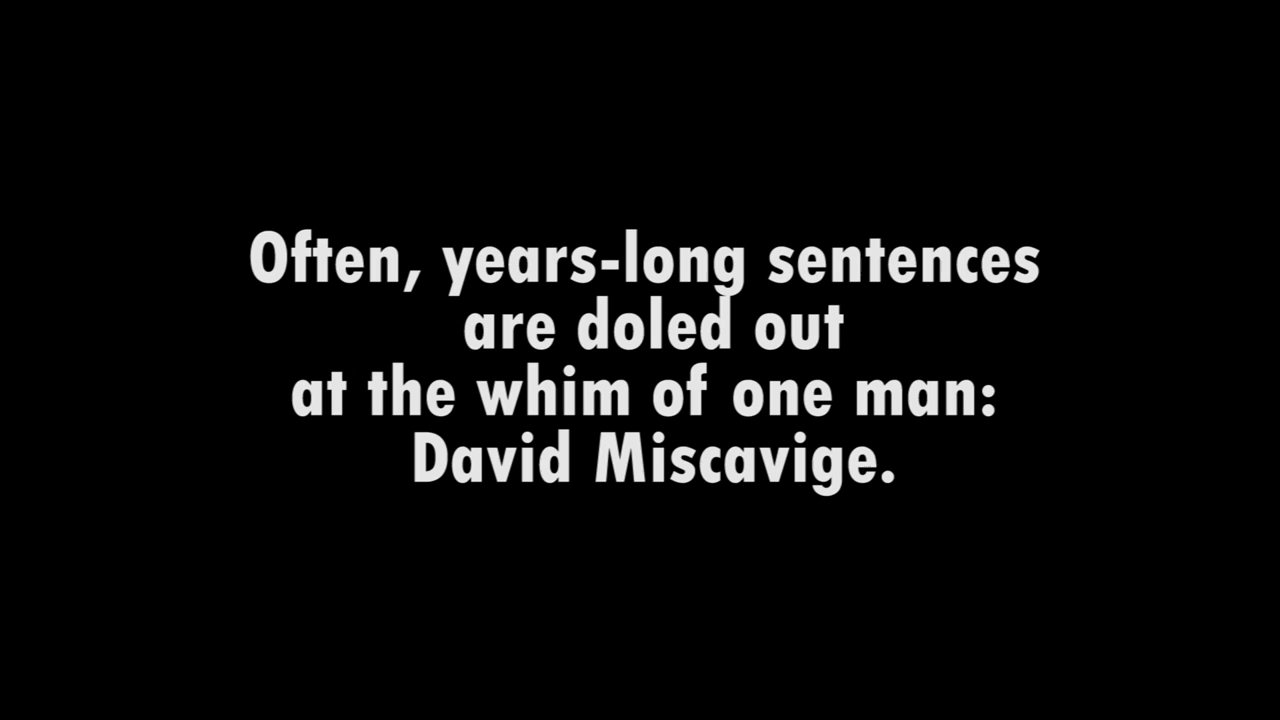 Often, years-long sentences
are doled out
at the whim of one man:
David Miscavige.